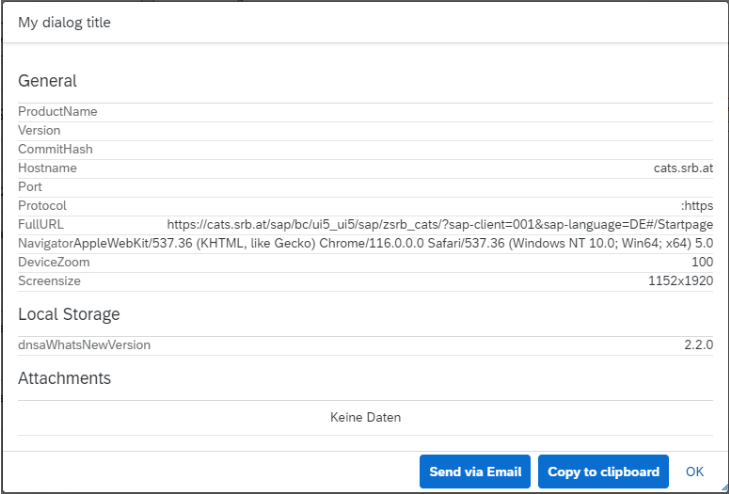 My dialog title
General
ProductName
Version
CommitHash
Hostname cats.srb.at
Port
Protocol :https
FullURL https://cats.srb.at/sap/bc/ui5_ui5/sap/zsrb_cats/?sap-client=001&sap-language=DE#/Startpage
NavigatorAppleWebKit/537.36 (KHTML, like Gecko) Chrome/116.0.0.0 Safari/537.36 (Windows NT 10.0; Win64; x64) 5.0
DeviceZoom 100
Screensize 1152x1920
Local Storage
dnsaWhatsNewVersion 2.2.0
Attachments
Keine Daten
Send via Email Copy to clipboard OK